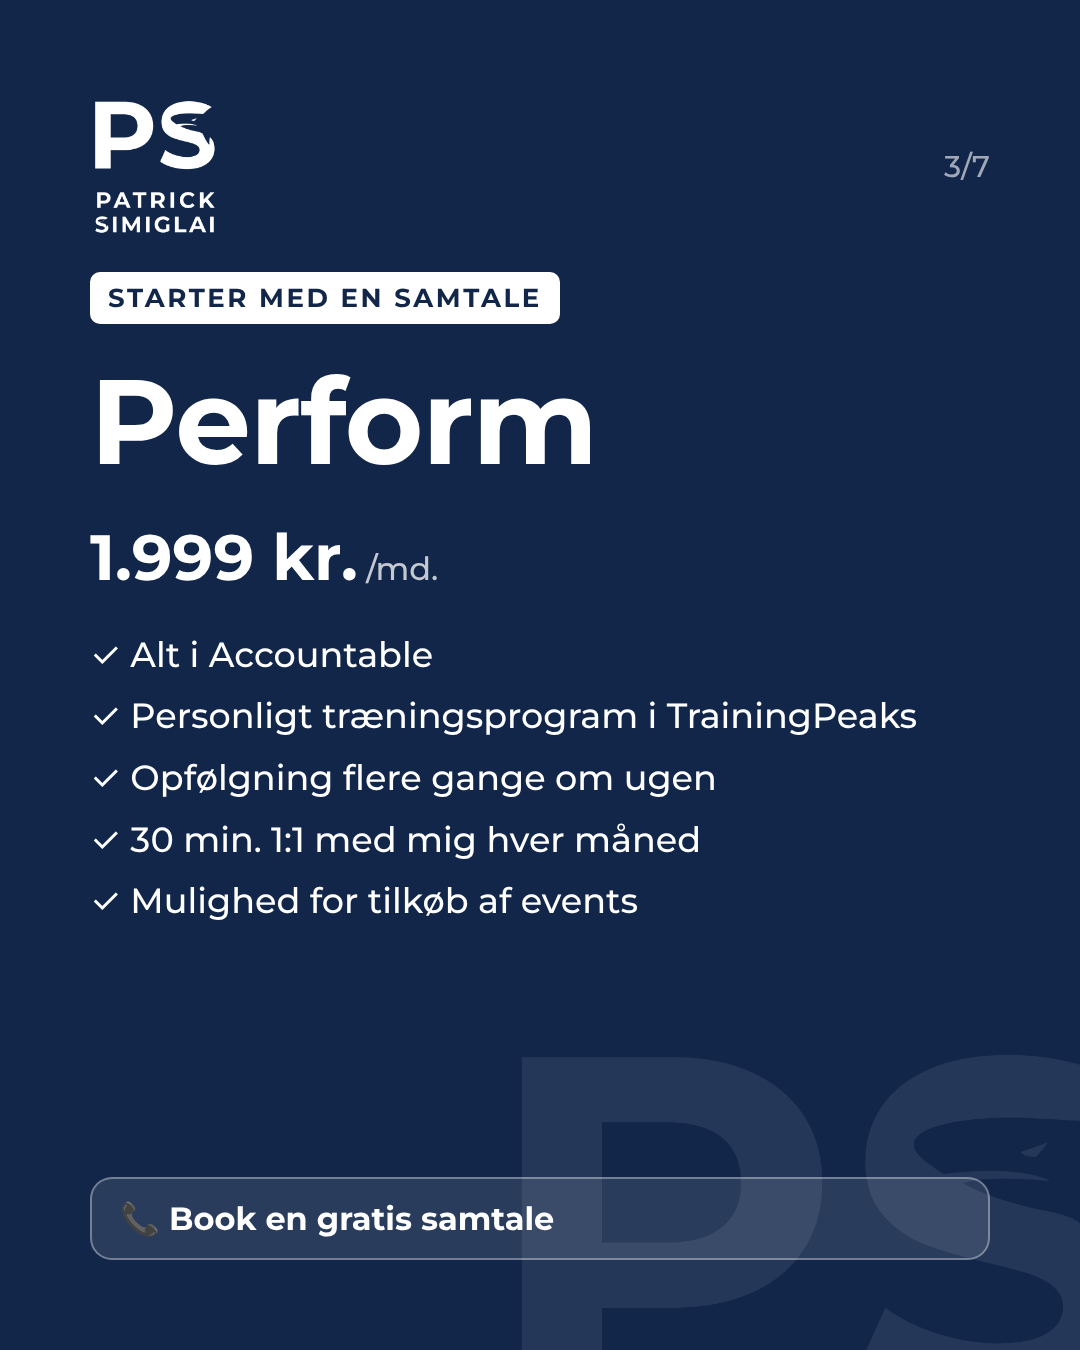 PS
PATRICK
SIMIGLAI
3/7
STARTER MED EN SAMTALE
Perform
1.999 kr. /md.
✓ Alt i Accountable
✓ Personligt træningsprogram i TrainingPeaks
✓ Opfølgning flere gange om ugen
✓ 30 min. 1:1 med mig hver måned
✓ Mulighed for tilkøb af events
📞 Book en gratis samtale
PS